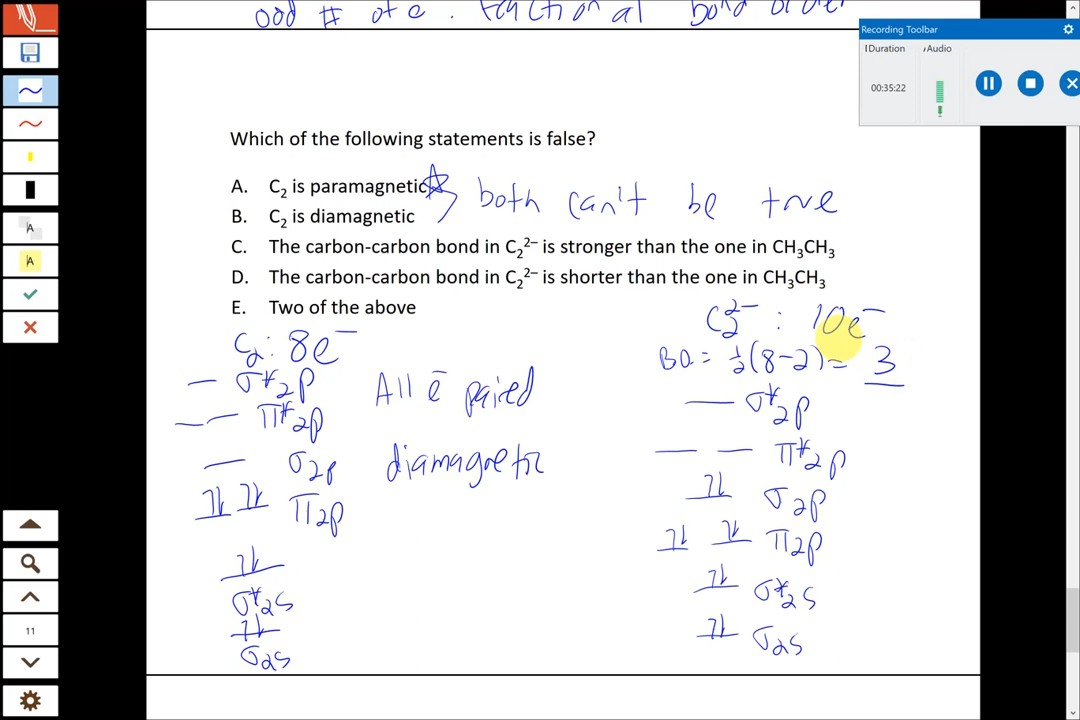 odd # of e⁻. fractional bond order
Recording Toolbar
Duration
Audio
00:35:22
Which of the following statements is false?
A. C₂ is paramagnetic
B. C₂ is diamagnetic
both can't be true
C. The carbon-carbon bond in C₂²⁻ is stronger than the one in CH₃CH₃
D. The carbon-carbon bond in C₂²⁻ is shorter than the one in CH₃CH₃
E. Two of the above
C₂: 8e⁻
σ*2p
π*2p
σ2p
π2p
σ*2s
σ2s
All e⁻ paired
diamagnetic
C₂²⁻ : 10e⁻
BO = ½(8-2) = 3
σ*2p
π*2p
σ2p
π2p
σ*2s
σ2s
A
A
11